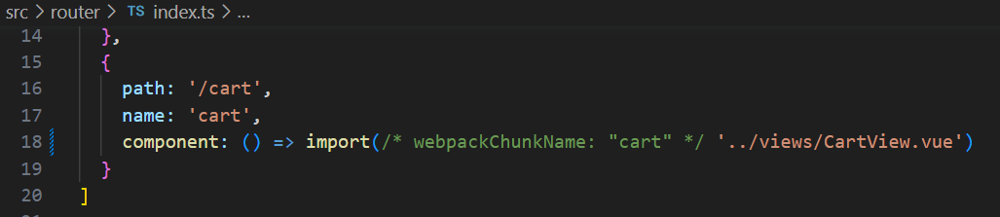 src > router > TS index.ts > ...
14 },
15 {
16 path: '/cart',
17 name: 'cart',
18 component: () => import(/* webpackChunkName: "cart" */ '../views/CartView.vue')
19 }
20 ]